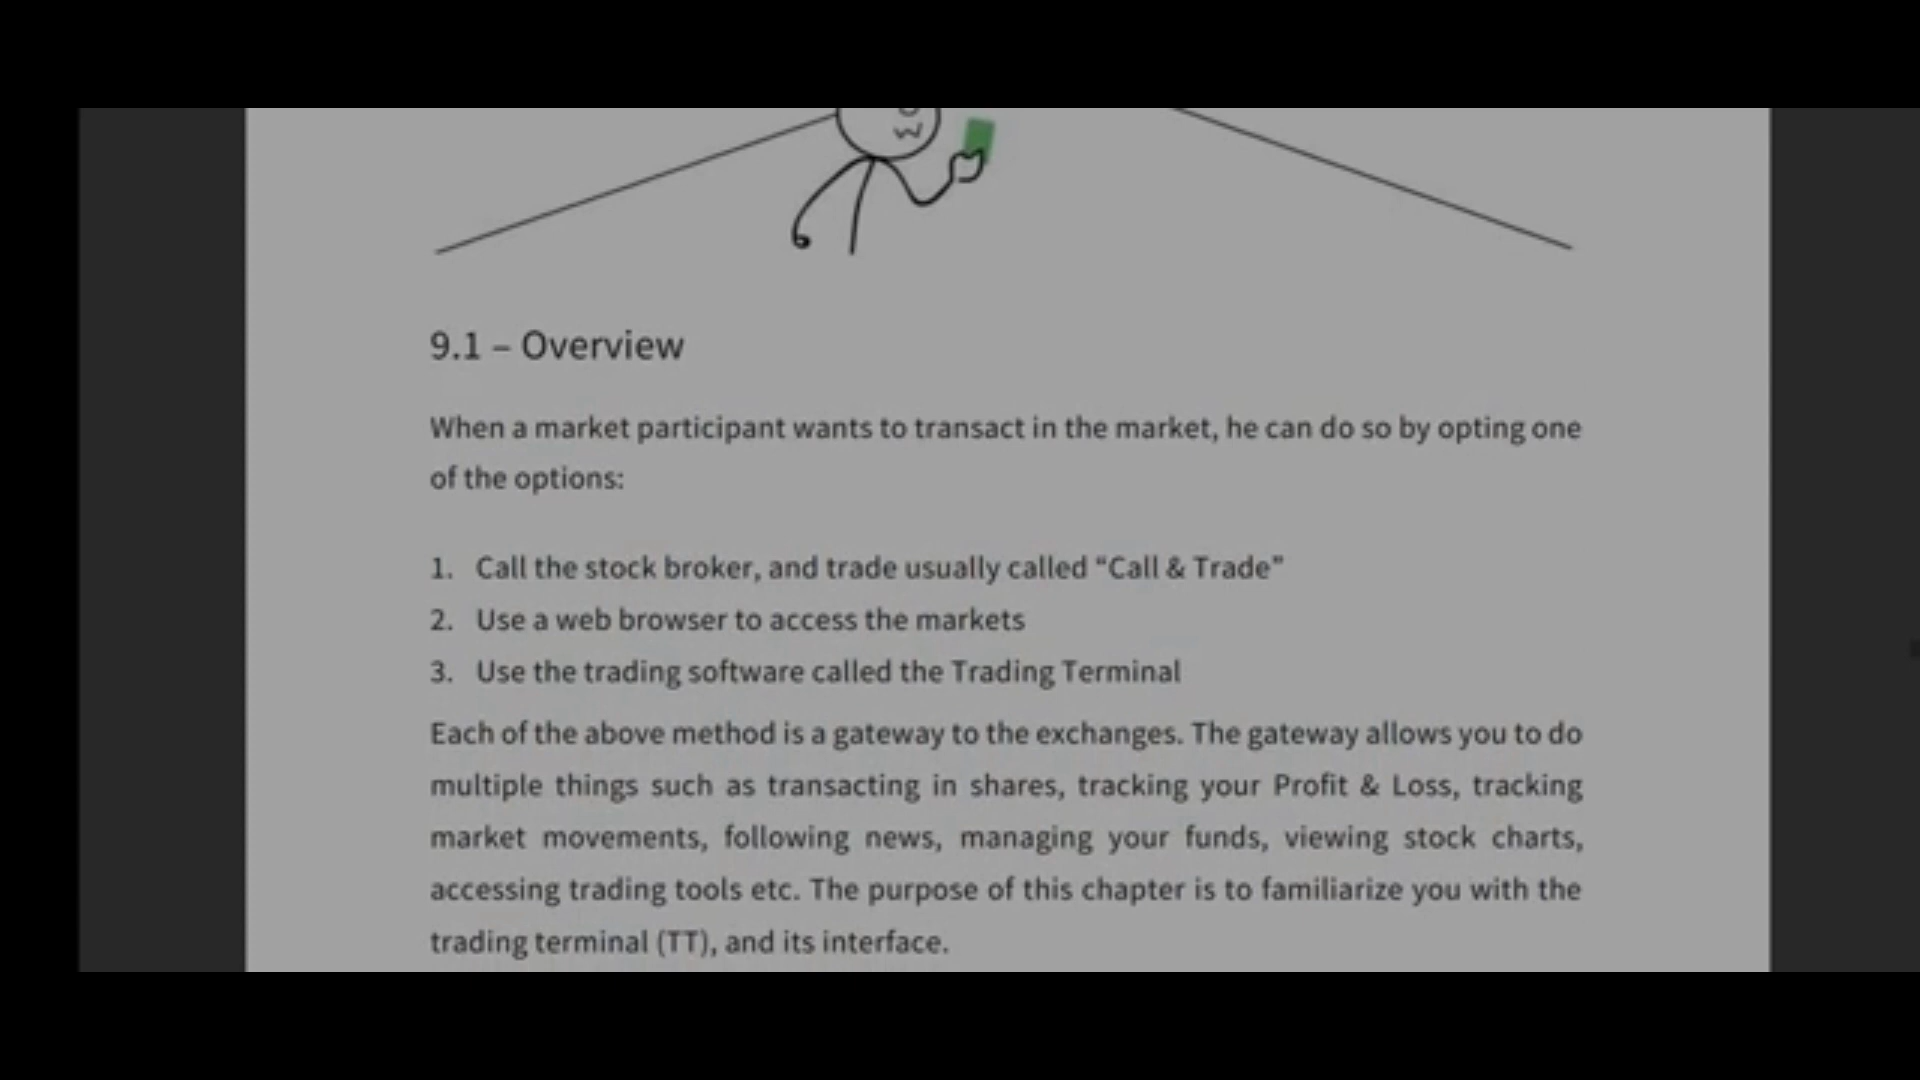 9.1 – Overview
When a market participant wants to transact in the market, he can do so by opting one
of the options:
1. Call the stock broker, and trade usually called “Call & Trade”
2. Use a web browser to access the markets
3. Use the trading software called the Trading Terminal
Each of the above method is a gateway to the exchanges. The gateway allows you to do
multiple things such as transacting in shares, tracking your Profit & Loss, tracking
market movements, following news, managing your funds, viewing stock charts,
accessing trading tools etc. The purpose of this chapter is to familiarize you with the
trading terminal (TT), and its interface.